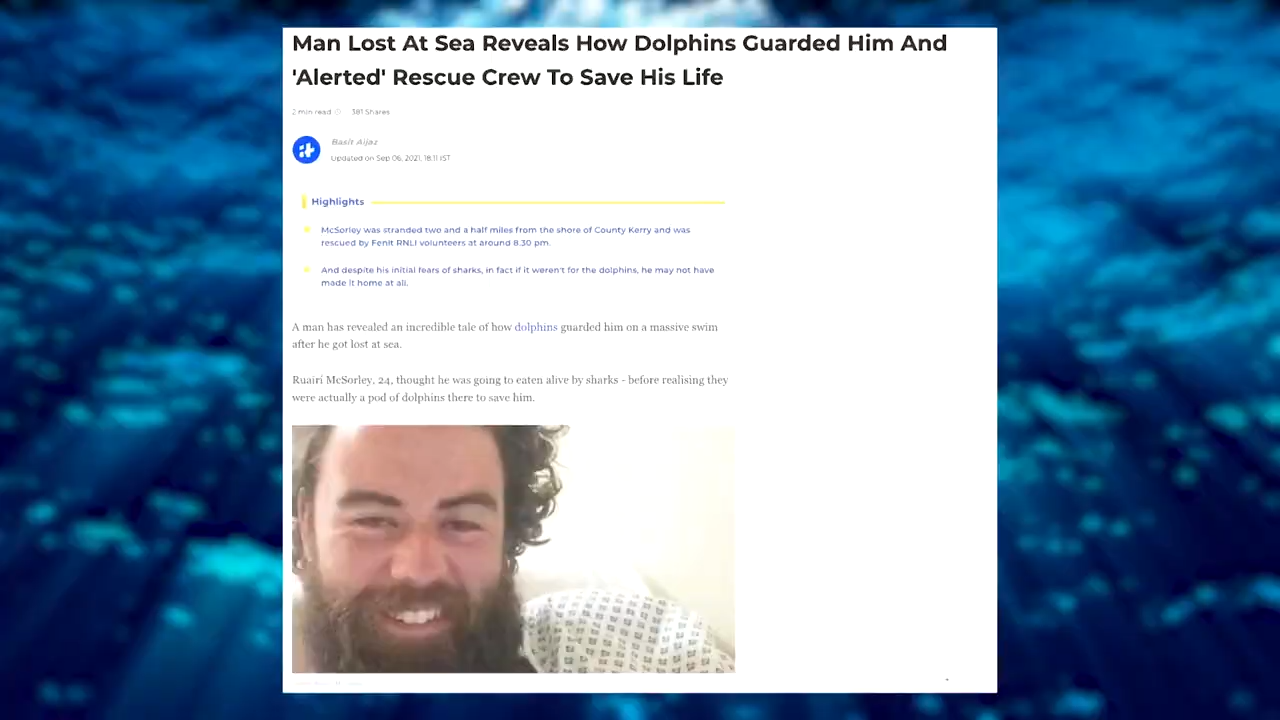 Man Lost At Sea Reveals How Dolphins Guarded Him And
'Alerted' Rescue Crew To Save His Life
2 min read 381 Shares
Basit Aijaz
Updated on Sep 06, 2021, 18:11 IST
Highlights
McSorley was stranded two and a half miles from the shore of County Kerry and was
rescued by Fenit RNLI volunteers at around 8.30 pm.
And despite his initial fears of sharks, in fact if it weren't for the dolphins, he may not have
made it home at all.
A man has revealed an incredible tale of how dolphins guarded him on a massive swim
after he got lost at sea.
Ruairí McSorley, 24, thought he was going to eaten alive by sharks - before realising they
were actually a pod of dolphins there to save him.